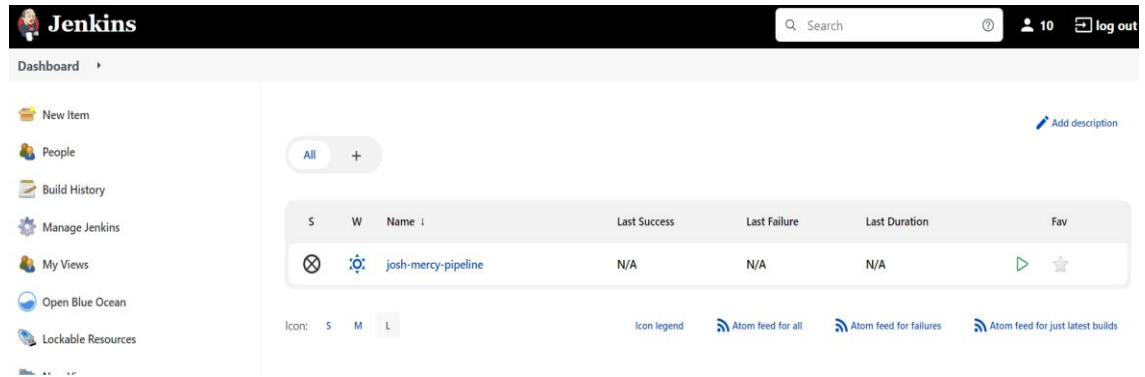 Jenkins
Search
10
log out
Dashboard
New Item
People
Build History
Manage Jenkins
My Views
Open Blue Ocean
Lockable Resources
Add description
All +
S W Name ↓ Last Success Last Failure Last Duration Fav
josh-mercy-pipeline N/A N/A N/A
Icon: S M L Icon legend Atom feed for all Atom feed for failures Atom feed for just latest builds